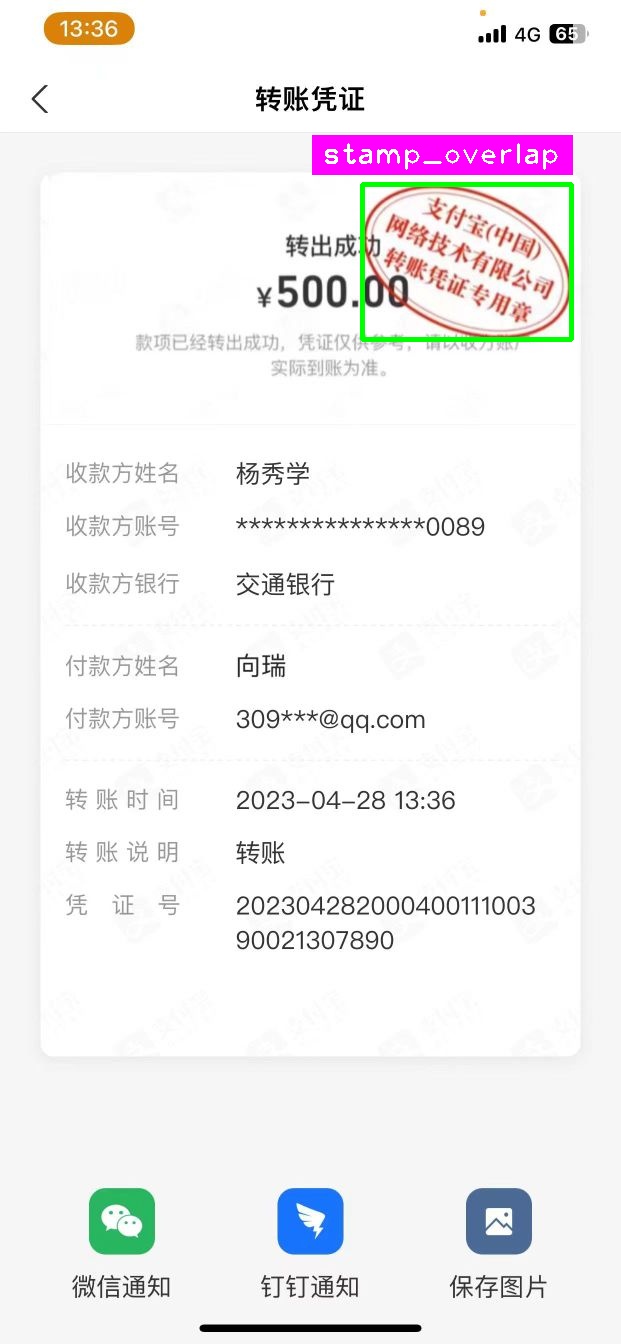 13:36
4G
65
转账凭证
stamp_overlap
支付宝(中国)
网络技术有限公司
转账凭证专用章
转出成功
¥500.00
款项已经转出成功，凭证仅供参考，请以收方账户
实际到账为准。
收款方姓名 杨秀学
收款方账号 ***************0089
收款方银行 交通银行
付款方姓名 向瑞
付款方账号 309***@qq.com
转账时间 2023-04-28 13:36
转账说明 转账
凭证号 202304282000400111003
90021307890
支付宝
微信通知 钉钉通知 保存图片